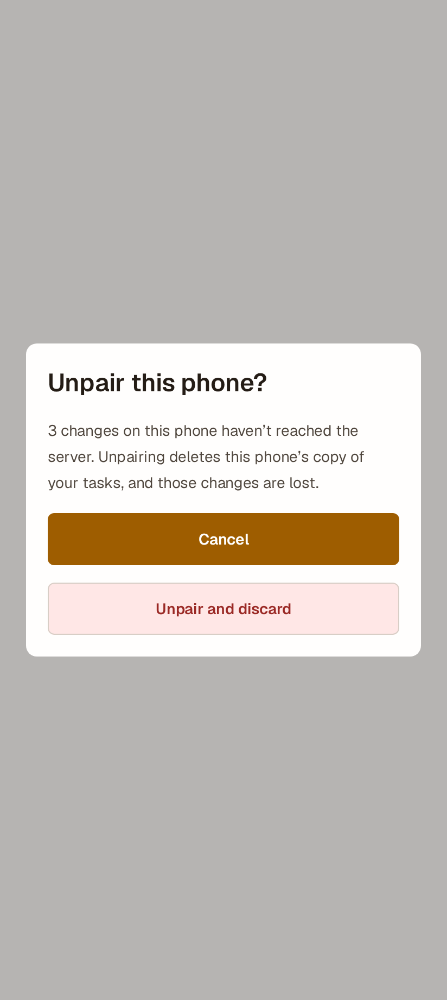 Unpair this phone?
3 changes on this phone haven’t reached the
server. Unpairing deletes this phone’s copy of
your tasks, and those changes are lost.
Cancel
Unpair and discard